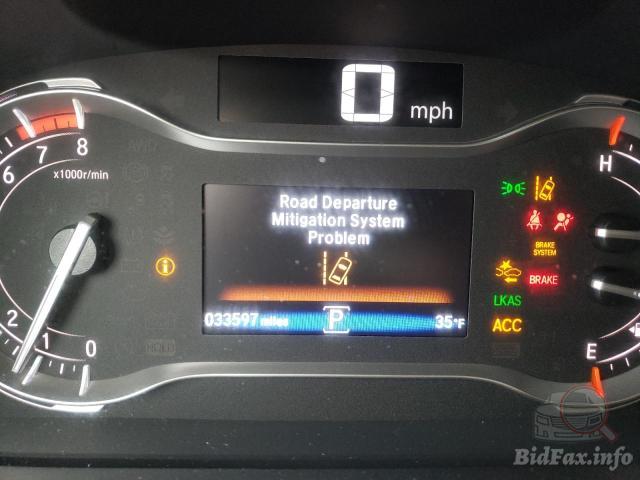 0 mph
6 7 8
x1000r/min
2 1 0
Road Departure
Mitigation System
Problem
033597 miles P 35°F
H
E
BRAKE
SYSTEM
BRAKE
LKAS
ACC
HOLD
BidFax.info